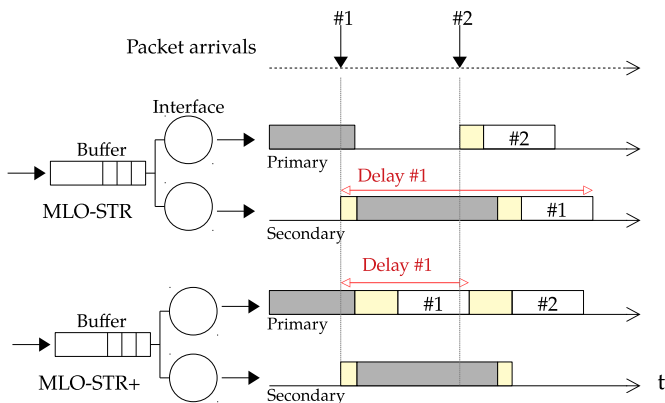 #1 #2
Packet arrivals
Interface
Buffer
#2
Primary
Delay #1
MLO-STR
#1
Secondary
Delay #1
Buffer
#1 #2
Primary
MLO-STR+
t
Secondary